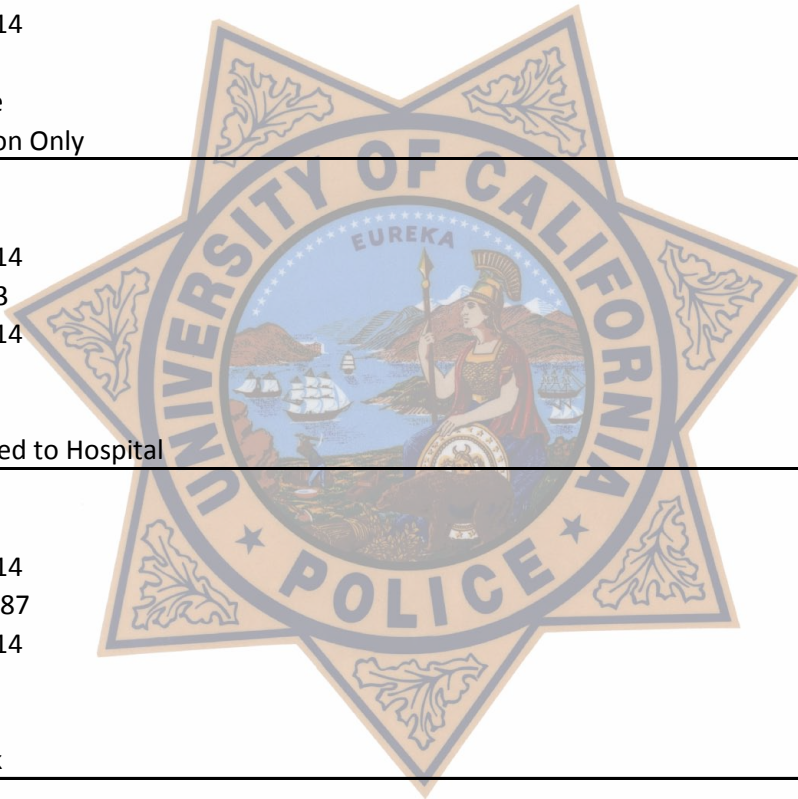 14
e
on Only
14
3
14
ed to Hospital
14
87
14
k
UNIVERSITY OF CALIFORNIA
EUREKA
POLICE